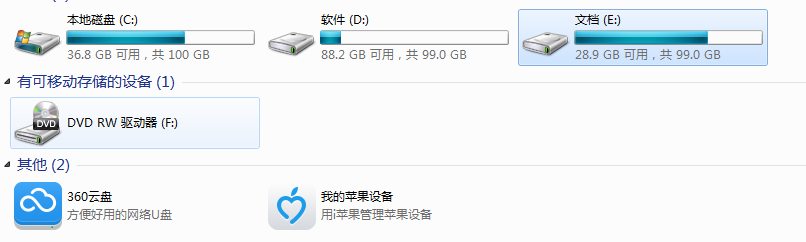 本地磁盘 (C:)
36.8 GB 可用，共 100 GB
软件 (D:)
88.2 GB 可用，共 99.0 GB
文档 (E:)
28.9 GB 可用，共 99.0 GB
有可移动存储的设备 (1)
DVD
DVD RW 驱动器 (F:)
其他 (2)
360云盘
方便好用的网络U盘
我的苹果设备
用i苹果管理苹果设备